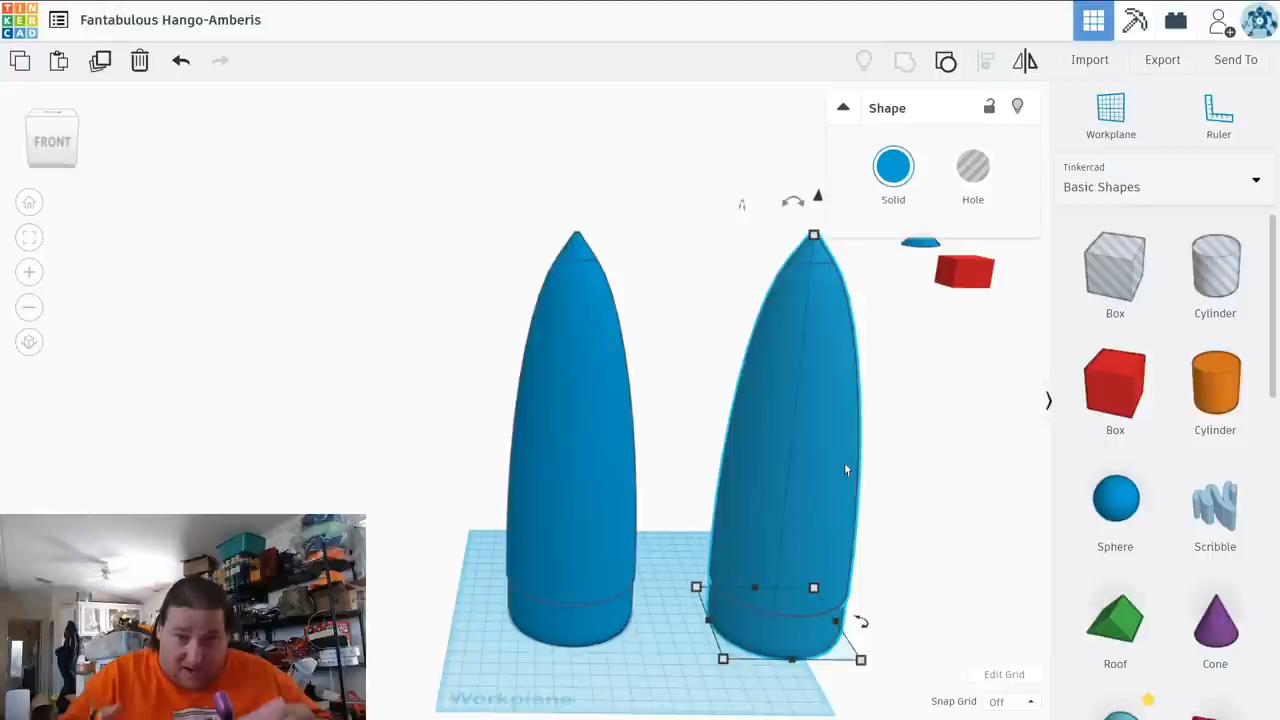 TIN
KER
CAD
Fantabulous Hango-Amberis
Import
Export
Send To
FRONT
Shape
Solid
Hole
Workplane
Ruler
Tinkercad
Basic Shapes
Box
Cylinder
Box
Cylinder
Sphere
Scribble
Roof
Cone
Workplane
Edit Grid
Snap Grid
Off